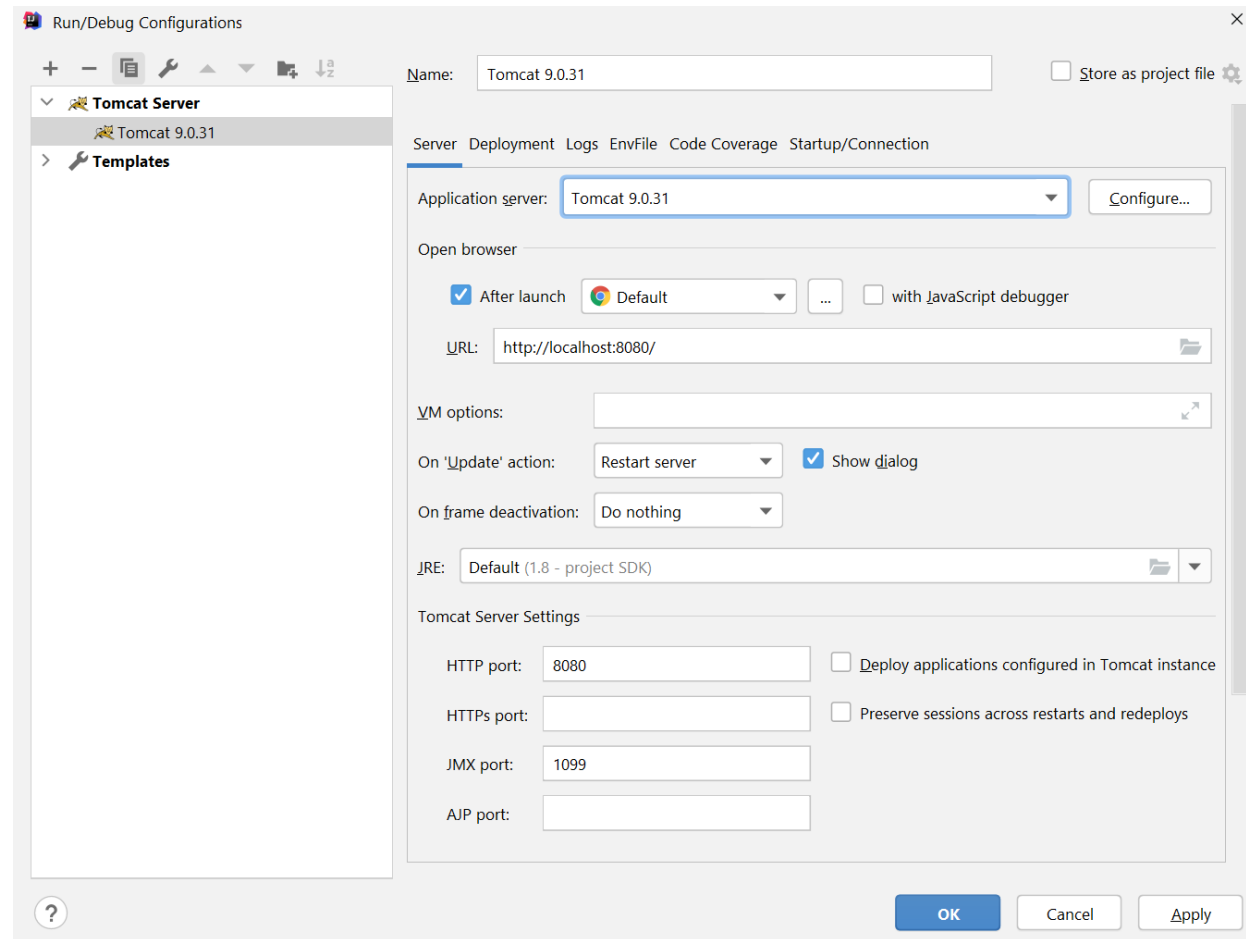 Run/Debug Configurations
Name: Tomcat 9.0.31 Store as project file
Tomcat Server
Tomcat 9.0.31
Templates
Server Deployment Logs EnvFile Code Coverage Startup/Connection
Application server: Tomcat 9.0.31 Configure...
Open browser
After launch Default ... with JavaScript debugger
URL: http://localhost:8080/
VM options:
On 'Update' action: Restart server Show dialog
On frame deactivation: Do nothing
JRE: Default (1.8 - project SDK)
Tomcat Server Settings
HTTP port: 8080 Deploy applications configured in Tomcat instance
HTTPs port: Preserve sessions across restarts and redeploys
JMX port: 1099
AJP port:
? OK Cancel Apply